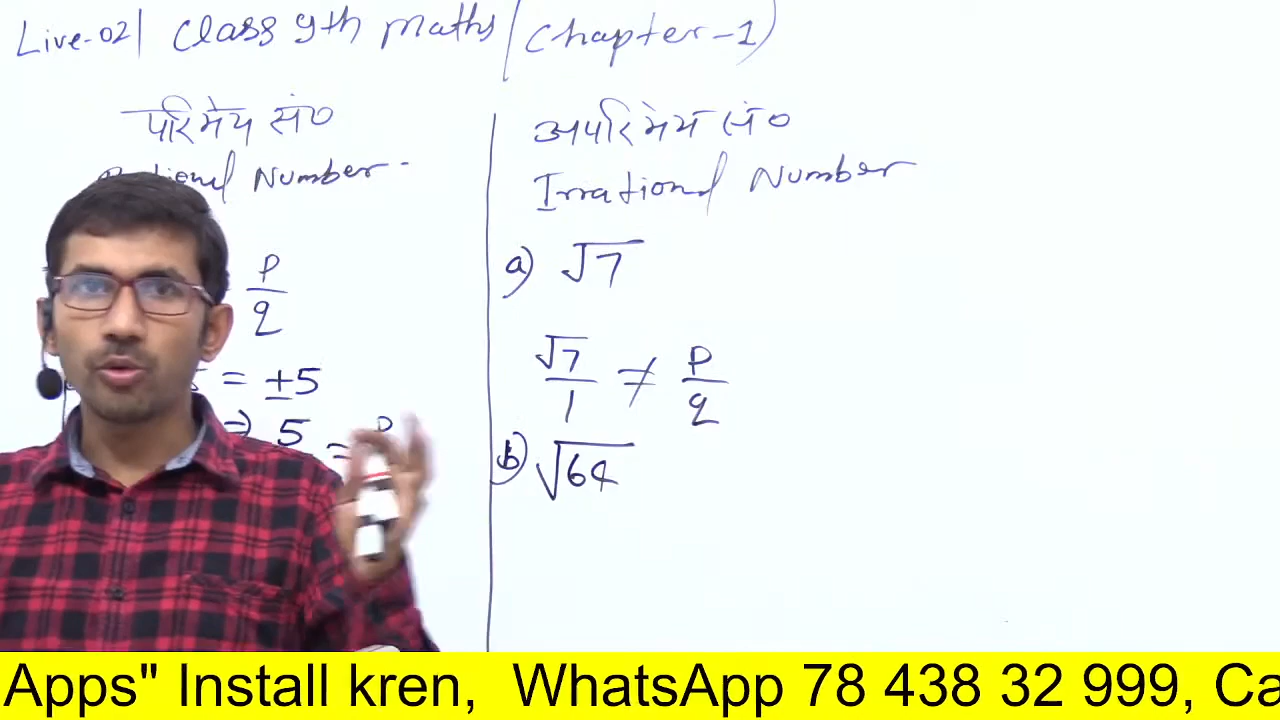 Live-02| Class 9th Maths/(Chapter-1)
परिमेय सं०
Rational Number
p/q
= ±5
⇒ 5 =
अपरिमेय सं०
Irrational Number
a) √7
√7/1 ≠ p/q
b) √64
Apps" Install kren, WhatsApp 78 438 32 999, Ca